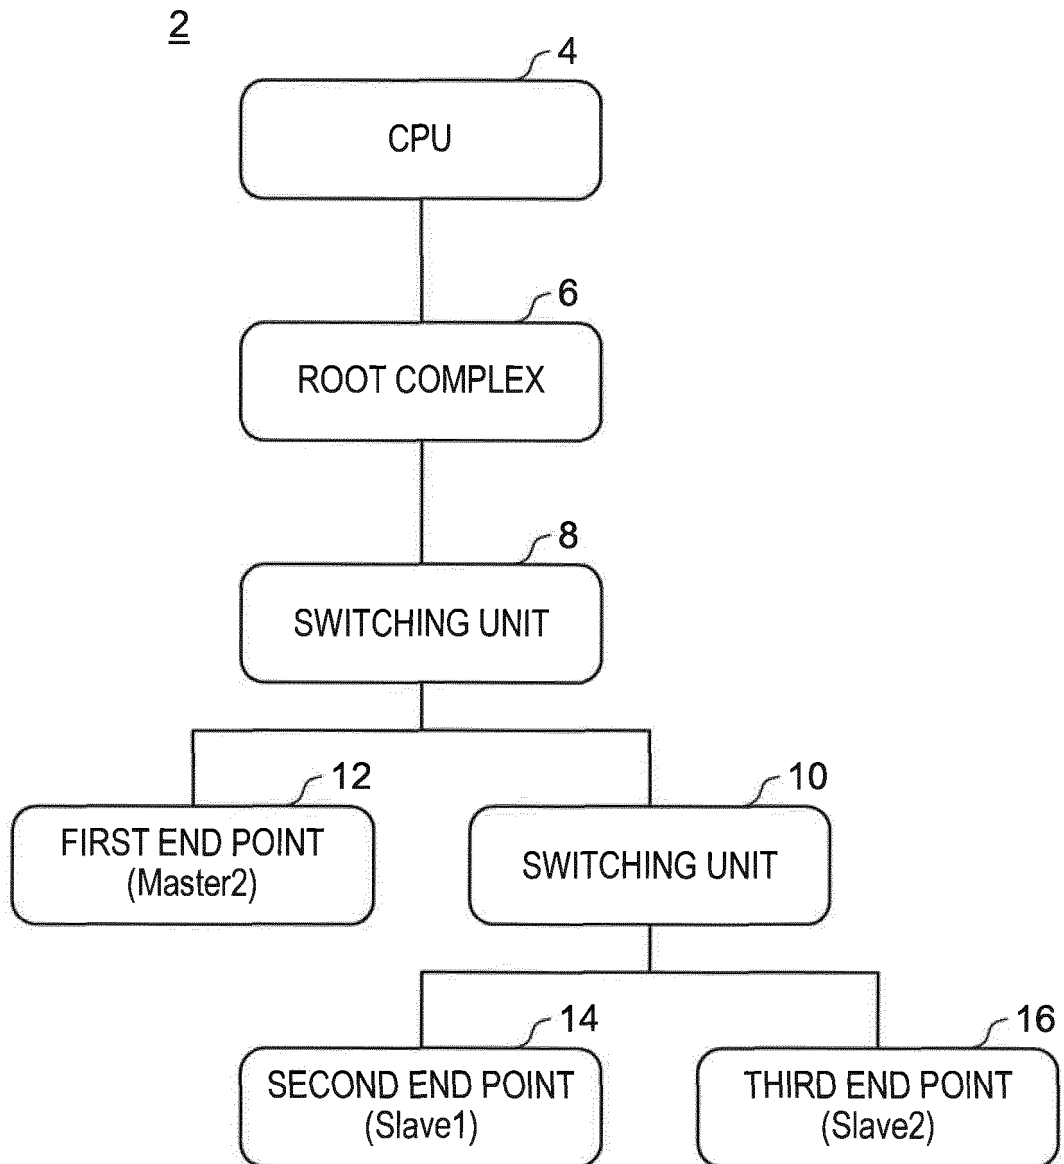 2
4
CPU
6
ROOT COMPLEX
8
SWITCHING UNIT
12
FIRST END POINT
(Master2)
10
SWITCHING UNIT
14
SECOND END POINT
(Slave1)
16
THIRD END POINT
(Slave2)